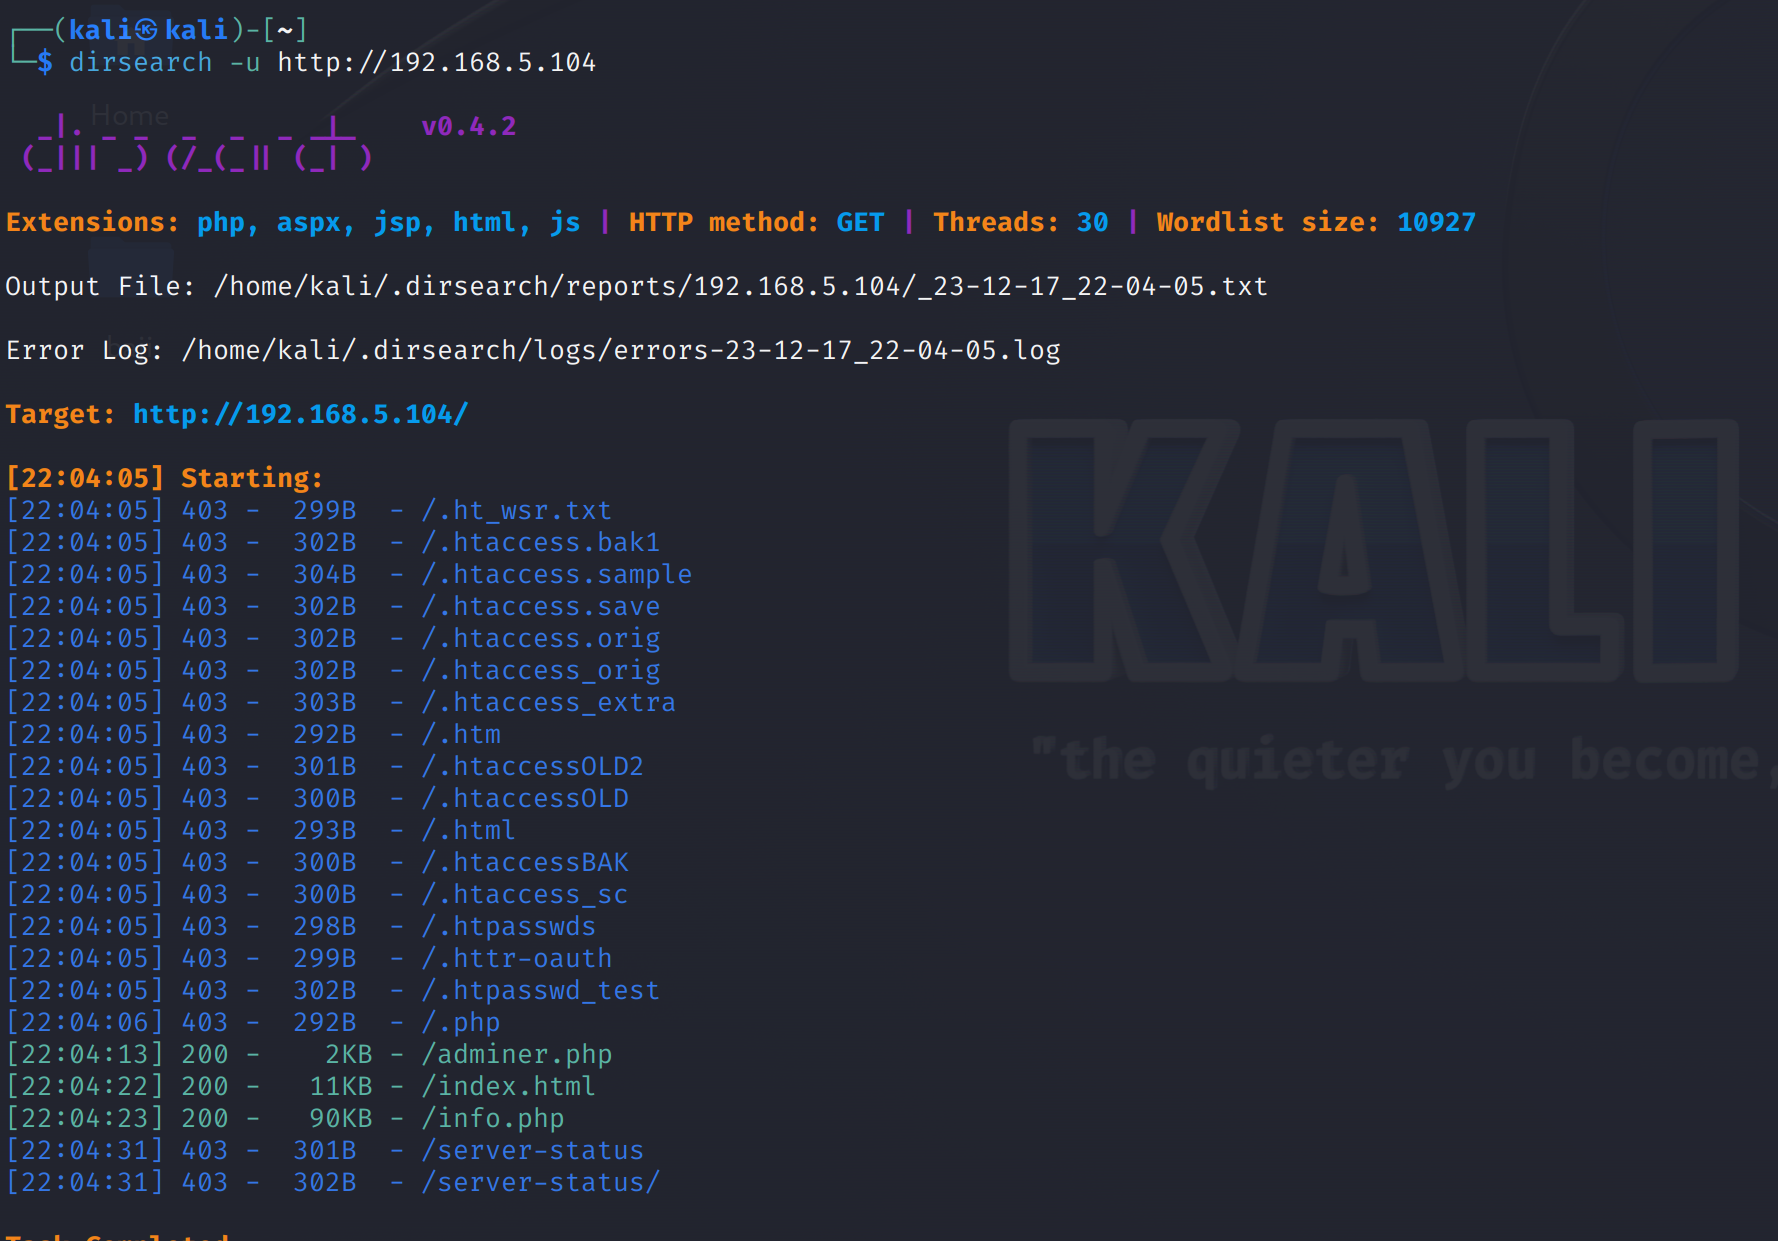 ┌──(kali㉿kali)-[~]
└─$ dirsearch -u http://192.168.5.104
Home
_|. _ _  _  _  _ _|_    v0.4.2
(_||| _) (/_(_|| (_| )
Extensions: php, aspx, jsp, html, js | HTTP method: GET | Threads: 30 | Wordlist size: 10927
Output File: /home/kali/.dirsearch/reports/192.168.5.104/_23-12-17_22-04-05.txt
Error Log: /home/kali/.dirsearch/logs/errors-23-12-17_22-04-05.log
Target: http://192.168.5.104/
[22:04:05] Starting:
[22:04:05] 403 -  299B  - /.ht_wsr.txt
[22:04:05] 403 -  302B  - /.htaccess.bak1
[22:04:05] 403 -  304B  - /.htaccess.sample
[22:04:05] 403 -  302B  - /.htaccess.save
[22:04:05] 403 -  302B  - /.htaccess.orig
[22:04:05] 403 -  302B  - /.htaccess_orig
[22:04:05] 403 -  303B  - /.htaccess_extra
[22:04:05] 403 -  292B  - /.htm
[22:04:05] 403 -  301B  - /.htaccessOLD2
[22:04:05] 403 -  300B  - /.htaccessOLD
[22:04:05] 403 -  293B  - /.html
[22:04:05] 403 -  300B  - /.htaccessBAK
[22:04:05] 403 -  300B  - /.htaccess_sc
[22:04:05] 403 -  298B  - /.htpasswds
[22:04:05] 403 -  299B  - /.httr-oauth
[22:04:05] 403 -  302B  - /.htpasswd_test
[22:04:06] 403 -  292B  - /.php
[22:04:13] 200 -    2KB - /adminer.php
[22:04:22] 200 -   11KB - /index.html
[22:04:23] 200 -   90KB - /info.php
[22:04:31] 403 -  301B  - /server-status
[22:04:31] 403 -  302B  - /server-status/
Task Completed
KALI
"the quieter you become,